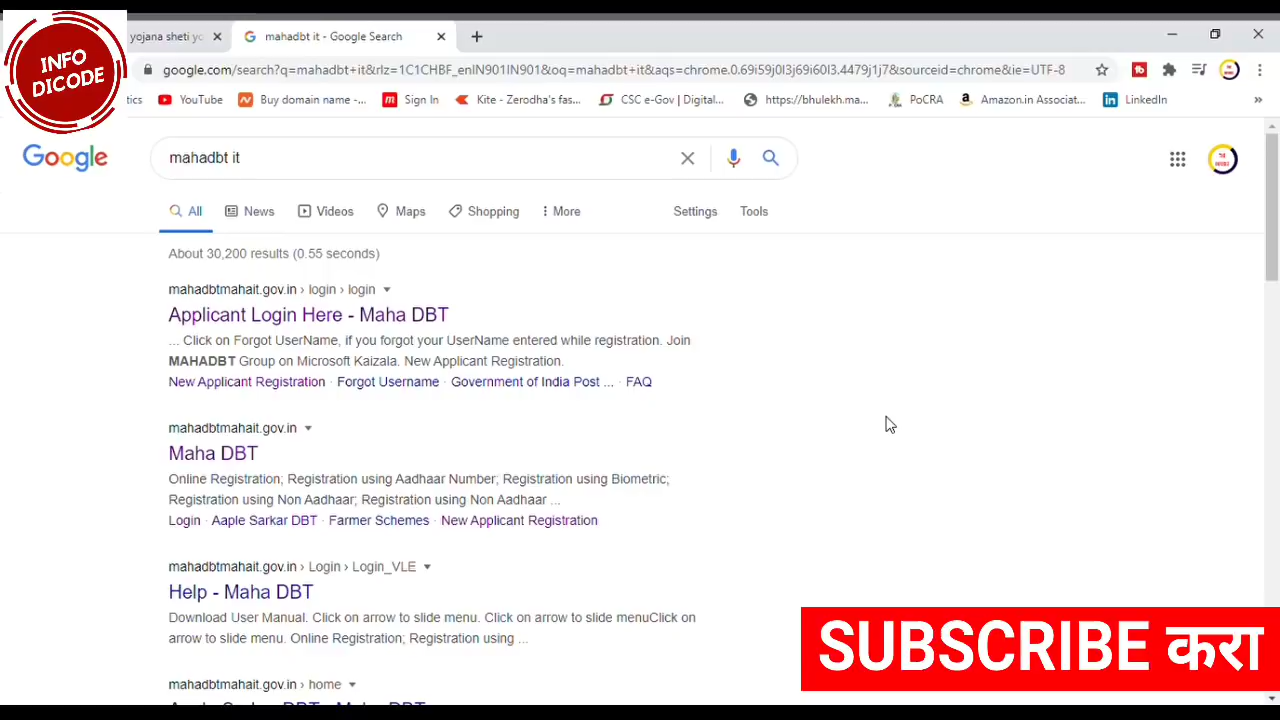 INFO
DICODE
yojana sheti yo
mahadbt it - Google Search
google.com/search?q=mahadbt+it&rlz=1C1CHBF_enIN901IN901&oq=mahadbt+it&aqs=chrome.0.69i59j0j3j69i60l3.4479j1j7&sourceid=chrome&ie=UTF-8
tics YouTube Buy domain name -... Sign In Kite - Zerodha's fas... CSC e-Gov | Digital... https://bhulekh.ma... PoCRA Amazon.in Associat... LinkedIn »
Google
mahadbt it
All News Videos Maps Shopping More Settings Tools
About 30,200 results (0.55 seconds)
mahadbtmahait.gov.in › login › login
Applicant Login Here - Maha DBT
... Click on Forgot UserName, if you forgot your UserName entered while registration. Join
MAHADBT Group on Microsoft Kaizala. New Applicant Registration.
New Applicant Registration · Forgot Username · Government of India Post ... · FAQ
mahadbtmahait.gov.in
Maha DBT
Online Registration; Registration using Aadhaar Number; Registration using Biometric;
Registration using Non Aadhaar; Registration using Non Aadhaar ...
Login · Aaple Sarkar DBT · Farmer Schemes · New Applicant Registration
mahadbtmahait.gov.in › Login › Login_VLE
Help - Maha DBT
Download User Manual. Click on arrow to slide menu. Click on arrow to slide menuClick on
arrow to slide menu. Online Registration; Registration using ...
mahadbtmahait.gov.in › home
SUBSCRIBE करा